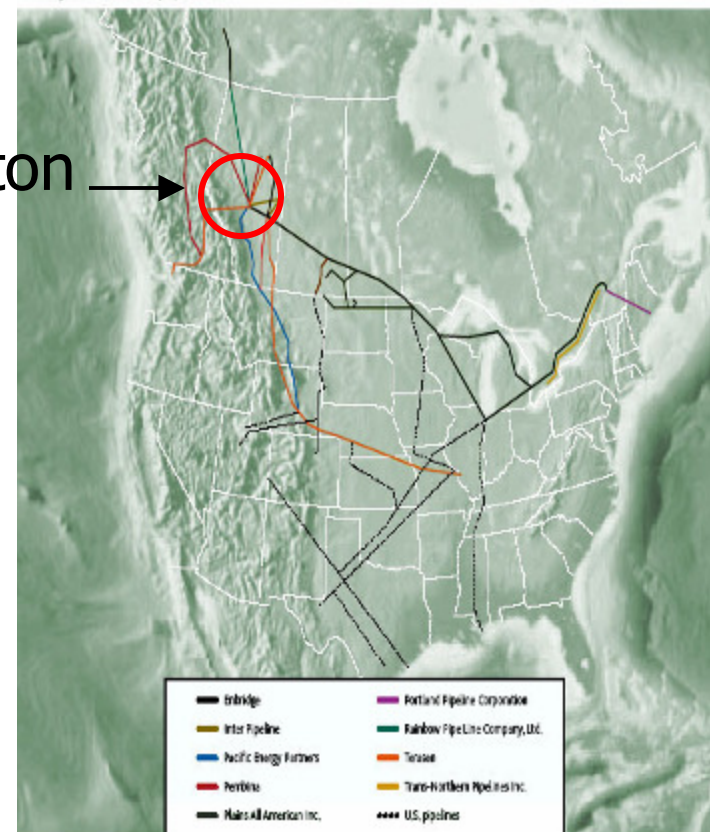 ton
Enbridge
Inter Pipeline
Pacific Energy Partners
Pembina
Plains All American Inc.
Portland Pipeline Corporation
Rainbow Pipe Line Company, Ltd.
Terasen
Trans-Northern Pipelines Inc.
U.S. pipelines